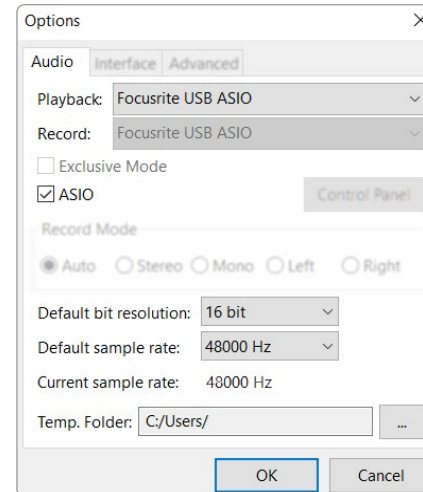 Options
Audio Interface Advanced
Playback: Focusrite USB ASIO
Record: Focusrite USB ASIO
Exclusive Mode
ASIO Control Panel
Record Mode
Auto Stereo Mono Left Right
Default bit resolution: 16 bit
Default sample rate: 48000 Hz
Current sample rate: 48000 Hz
Temp. Folder: C:/Users/ ...
OK Cancel